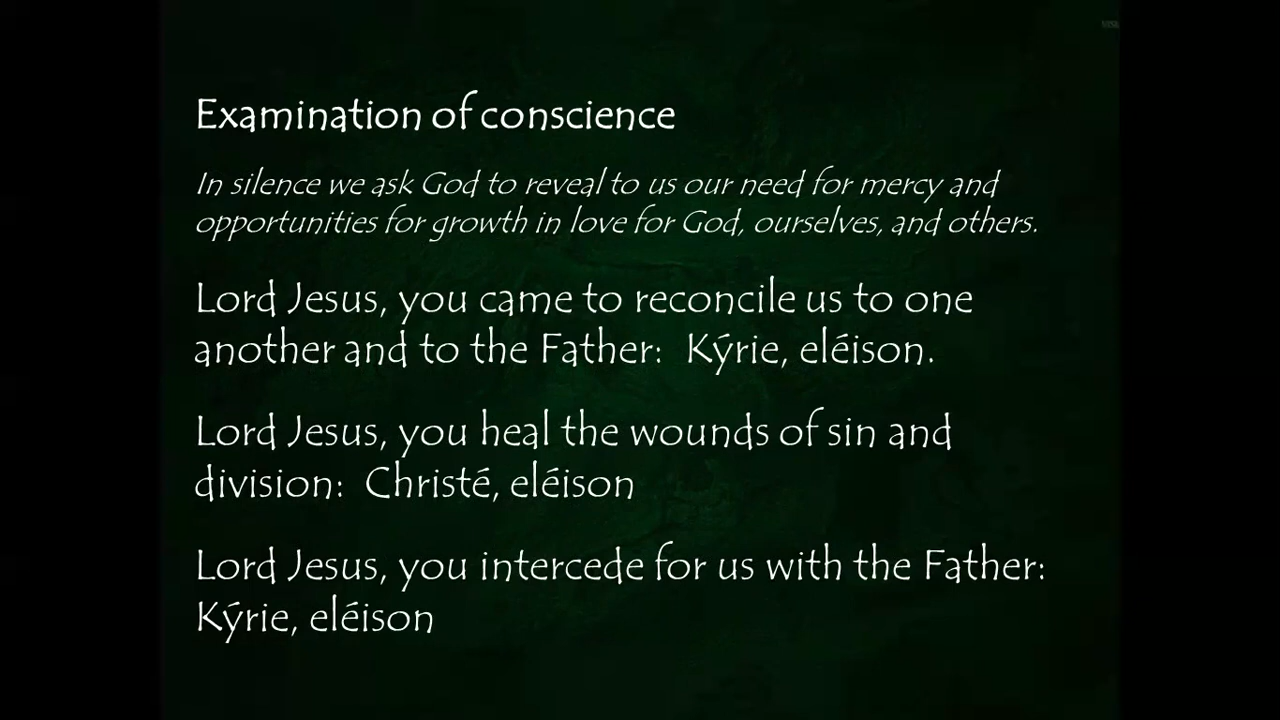 Examination of conscience
In silence we ask God to reveal to us our need for mercy and
opportunities for growth in love for God, ourselves, and others.
Lord Jesus, you came to reconcile us to one
another and to the Father:  Kýrie, eléison.
Lord Jesus, you heal the wounds of sin and
division:  Christé, eléison
Lord Jesus, you intercede for us with the Father:
Kýrie, eléison